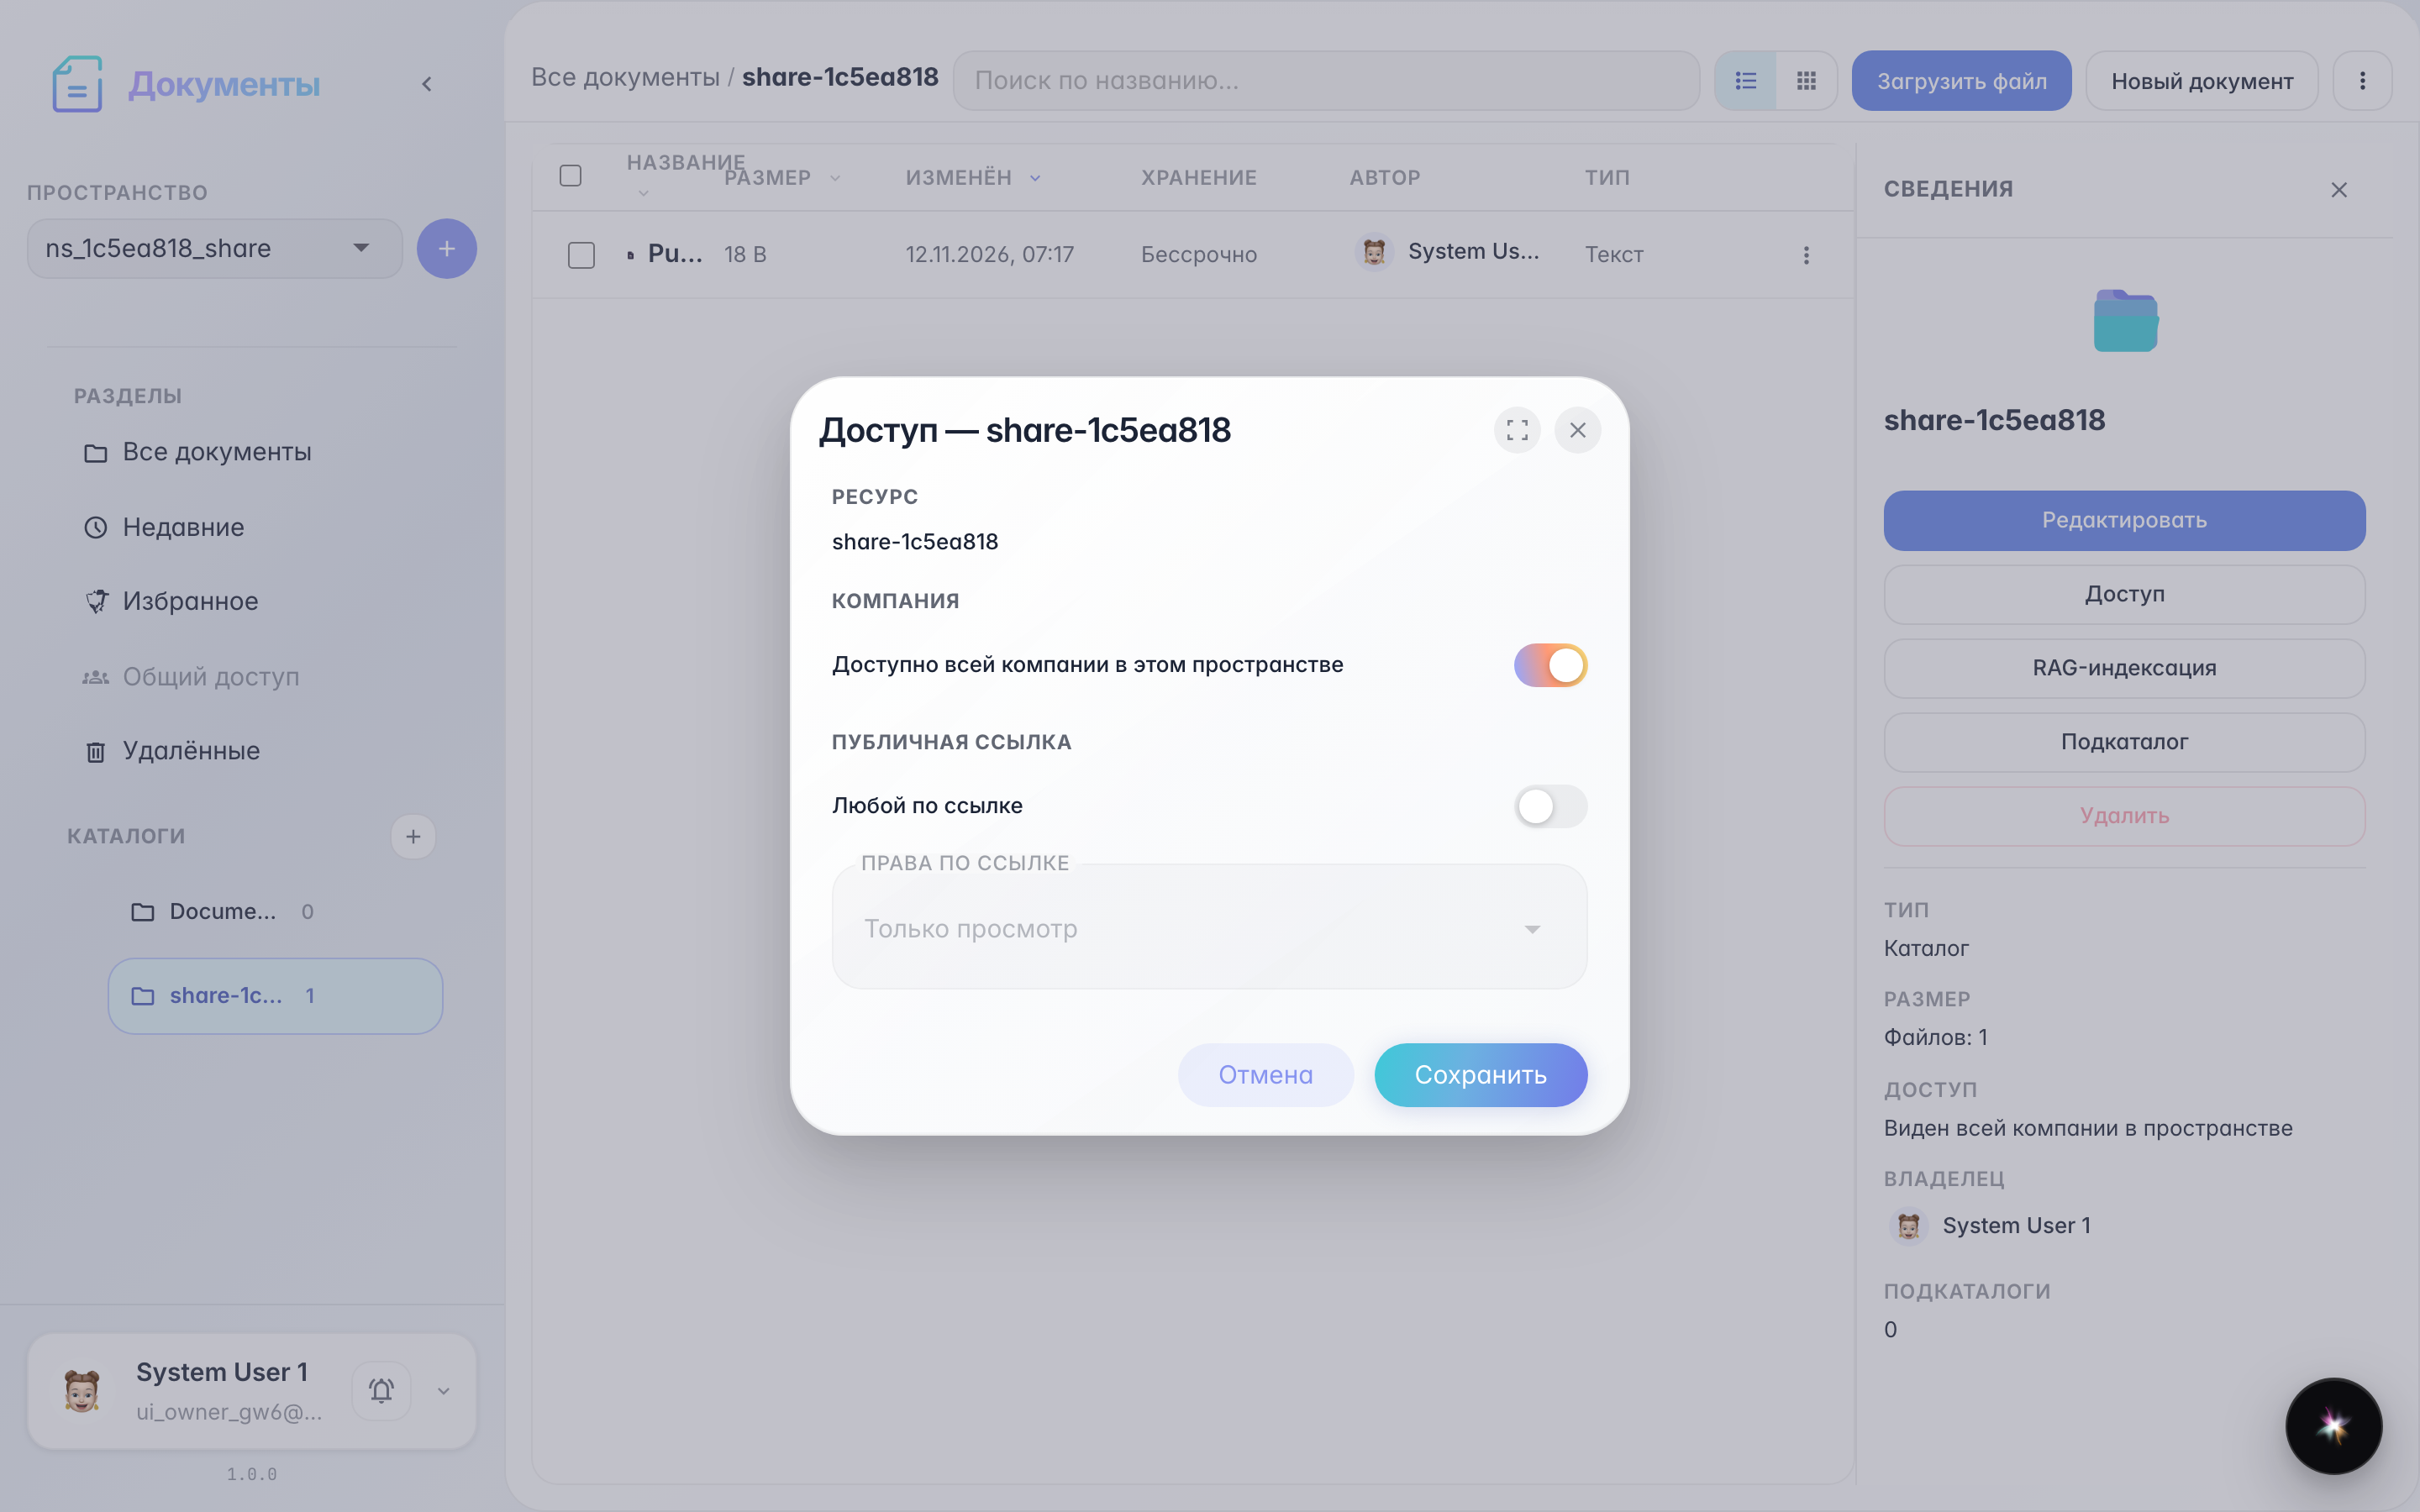 Документы
ПРОСТРАНСТВО
ns_1c5ea818_share
РАЗДЕЛЫ
Все документы
Недавние
Избранное
Общий доступ
Удалённые
КАТАЛОГИ
Docume... 0
share-1c... 1
System User 1
ui_owner_gw6@...
1.0.0
Все документы / share-1c5ea818
Поиск по названию...
Загрузить файл
Новый документ
НАЗВАНИЕ РАЗМЕР ИЗМЕНЁН ХРАНЕНИЕ АВТОР ТИП
Pu... 18 B 12.11.2026, 07:17 Бессрочно System Us... Текст
Доступ — share-1c5ea818
РЕСУРС
share-1c5ea818
КОМПАНИЯ
Доступно всей компании в этом пространстве
ПУБЛИЧНАЯ ССЫЛКА
Любой по ссылке
ПРАВА ПО ССЫЛКЕ
Только просмотр
Отмена
Сохранить
СВЕДЕНИЯ
share-1c5ea818
Редактировать
Доступ
RAG-индексация
Подкаталог
Удалить
ТИП
Каталог
РАЗМЕР
Файлов: 1
ДОСТУП
Виден всей компании в пространстве
ВЛАДЕЛЕЦ
System User 1
ПОДКАТАЛОГИ
0